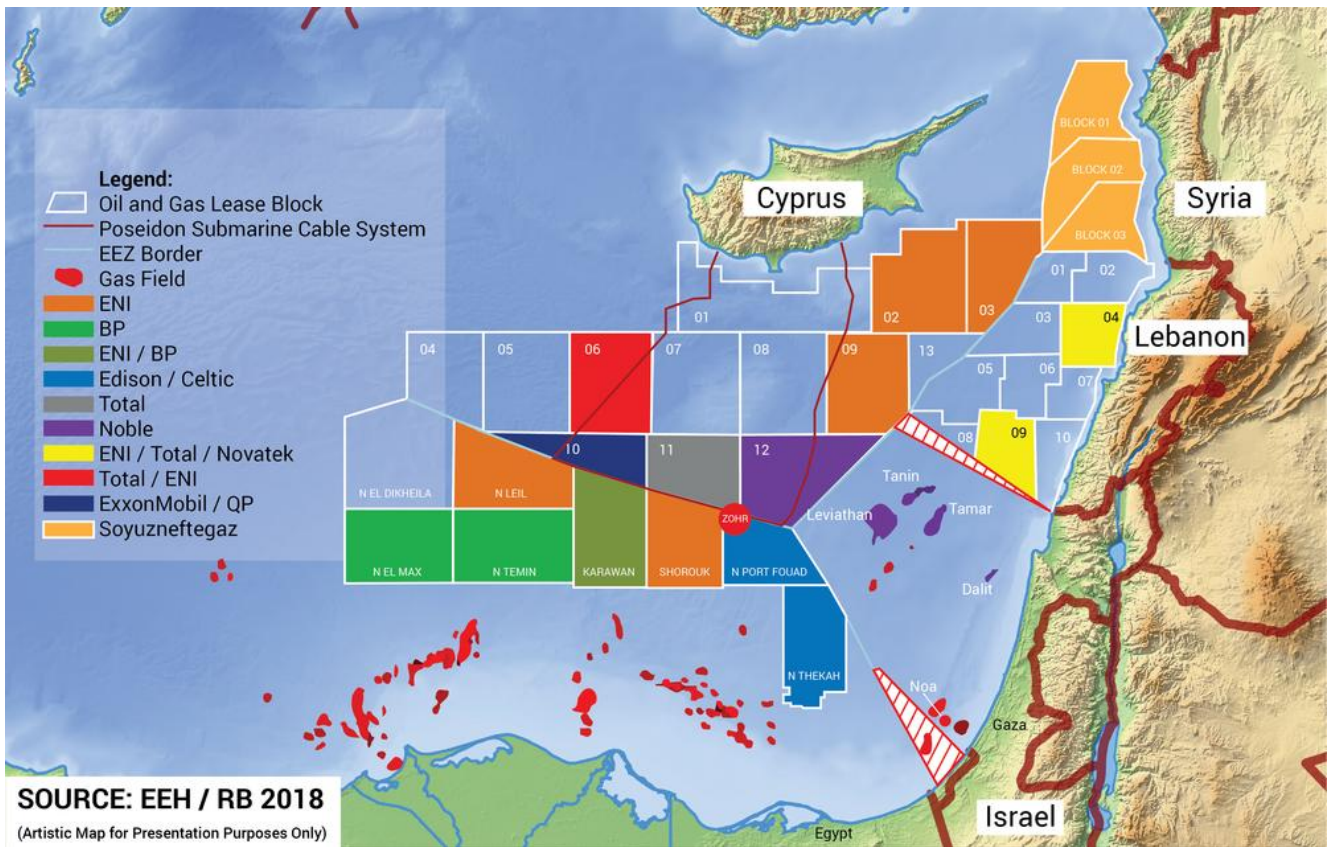 Legend:
Oil and Gas Lease Block
Poseidon Submarine Cable System
EEZ Border
Gas Field
ENI
BP
ENI / BP
Edison / Celtic
Total
Noble
ENI / Total / Novatek
Total / ENI
ExxonMobil / QP
Soyuzneftegaz
Cyprus
Syria
Lebanon
Israel
Gaza
Egypt
BLOCK 01
BLOCK 02
BLOCK 03
01
02
03
04
05
06
07
08
09
10
01
02
03
04
05
06
07
08
09
13
10
11
12
N EL DIKHEILA
N LEIL
N EL MAX
N TEMIN
KARAWAN
SHOROUK
ZOHR
N PORT FOUAD
N THEKAH
Tanin
Leviathan
Tamar
Dalit
Noa
SOURCE: EEH / RB 2018
(Artistic Map for Presentation Purposes Only)